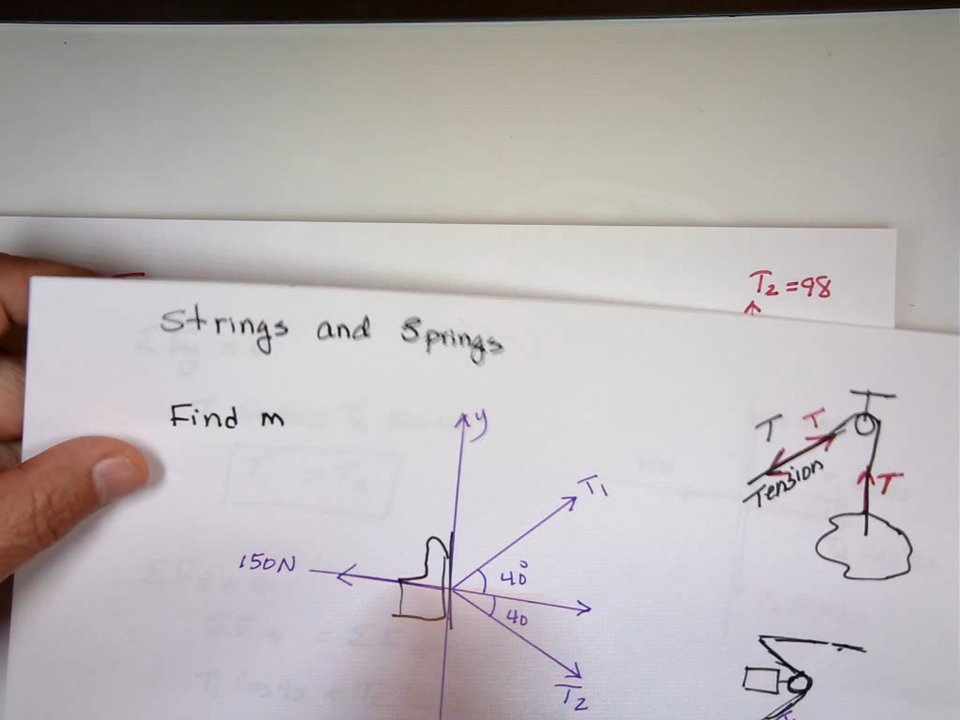 T₂ = 98
Strings and Springs
Find m
y
T
T
Tension
T
T₁
150N
40°
40
T₂